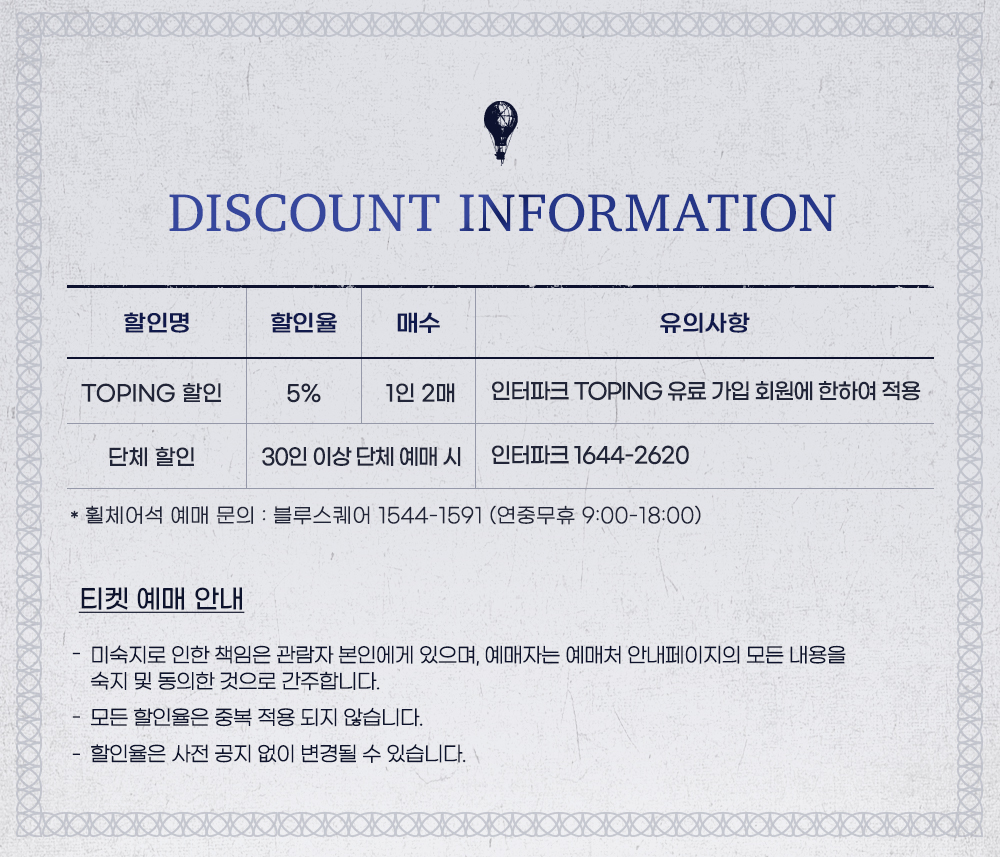 DISCOUNT INFORMATION
할인명 할인율 매수 유의사항
TOPING 할인 5% 1인 2매 인터파크 TOPING 유료 가입 회원에 한하여 적용
단체 할인 30인 이상 단체 예매 시 인터파크 1644-2620
* 휠체어석 예매 문의 : 블루스퀘어 1544-1591 (연중무휴 9:00-18:00)
티켓 예매 안내
- 미숙지로 인한 책임은 관람자 본인에게 있으며, 예매자는 예매처 안내페이지의 모든 내용을
숙지 및 동의한 것으로 간주합니다.
- 모든 할인율은 중복 적용 되지 않습니다.
- 할인율은 사전 공지 없이 변경될 수 있습니다.